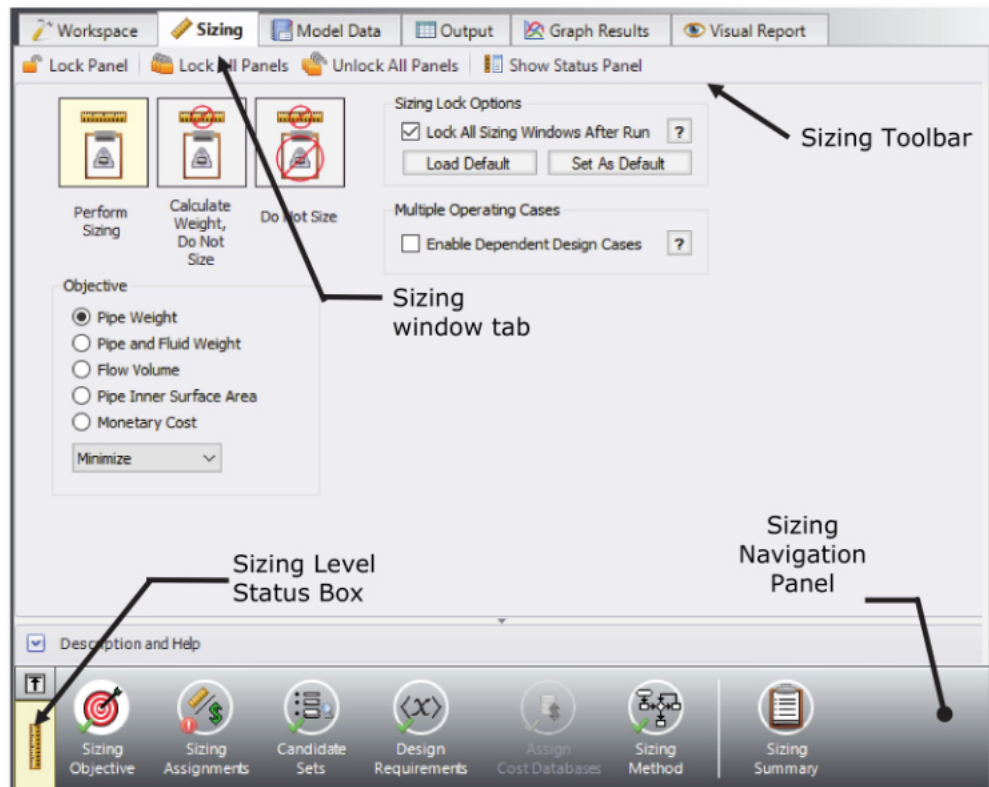 Workspace Sizing Model Data Output Graph Results Visual Report
Lock Panel Lock All Panels Unlock All Panels Show Status Panel
Sizing Toolbar
Perform
Sizing
Calculate
Weight,
Do Not
Size
Do Not Size
Sizing Lock Options
Lock All Sizing Windows After Run ?
Load Default Set As Default
Multiple Operating Cases
Enable Dependent Design Cases ?
Sizing
window tab
Objective
Pipe Weight
Pipe and Fluid Weight
Flow Volume
Pipe Inner Surface Area
Monetary Cost
Minimize
Sizing Level
Status Box
Sizing
Navigation
Panel
Description and Help
Sizing
Objective
Sizing
Assignments
Candidate
Sets
Design
Requirements
Assign
Cost Databases
Sizing
Method
Sizing
Summary